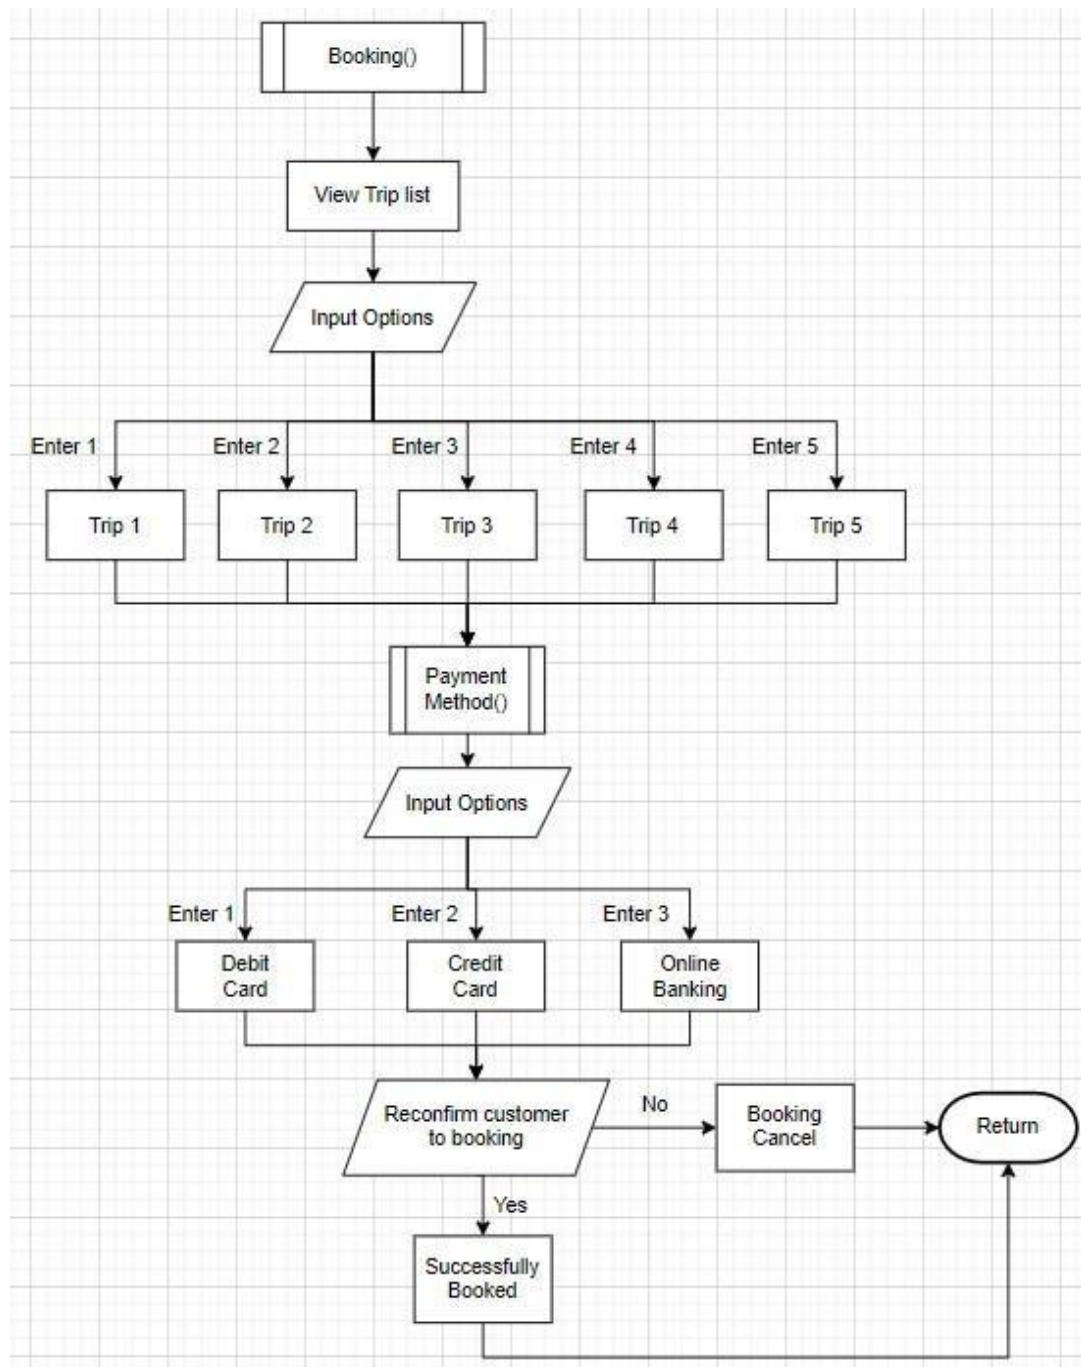 Booking()
View Trip list
Input Options
Enter 1
Enter 2
Enter 3
Enter 4
Enter 5
Trip 1
Trip 2
Trip 3
Trip 4
Trip 5
Payment
Method()
Input Options
Enter 1
Enter 2
Enter 3
Debit
Card
Credit
Card
Online
Banking
Reconfirm customer
to booking
No
Booking
Cancel
Return
Yes
Successfully
Booked